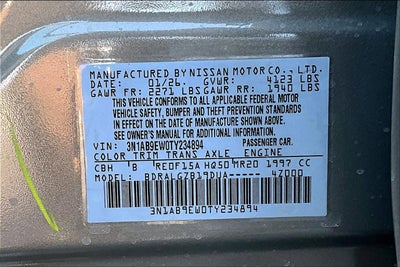 MANUFACTURED BY NISSAN MOTOR CO., LTD.
DATE: 01/26. GVWR: 4123 LBS
GAWR FR: 2271 LBS GAWR RR: 1940 LBS
THIS VEHICLE CONFORMS TO ALL APPLICABLE FEDERAL MOTOR
VEHICLE SAFETY, BUMPER, AND THEFT PREVENTION
STANDARDS IN EFFECT ON THE DATE OF MANUFACTURE SHOWN ABOVE.
SEE OWNER'S MANUAL FOR ADDITIONAL INFORMATION.
VIN: 3N1AB9EW0TY234894 PASSENGER CAR.
COLOR TRIM TRANS AXLE ENGINE
CBH B RE0F15A HQ50 MR20 1997 CC
MODEL: BDRALGZB19DUA----- 4Z000
3N1AB9EW0TY234894